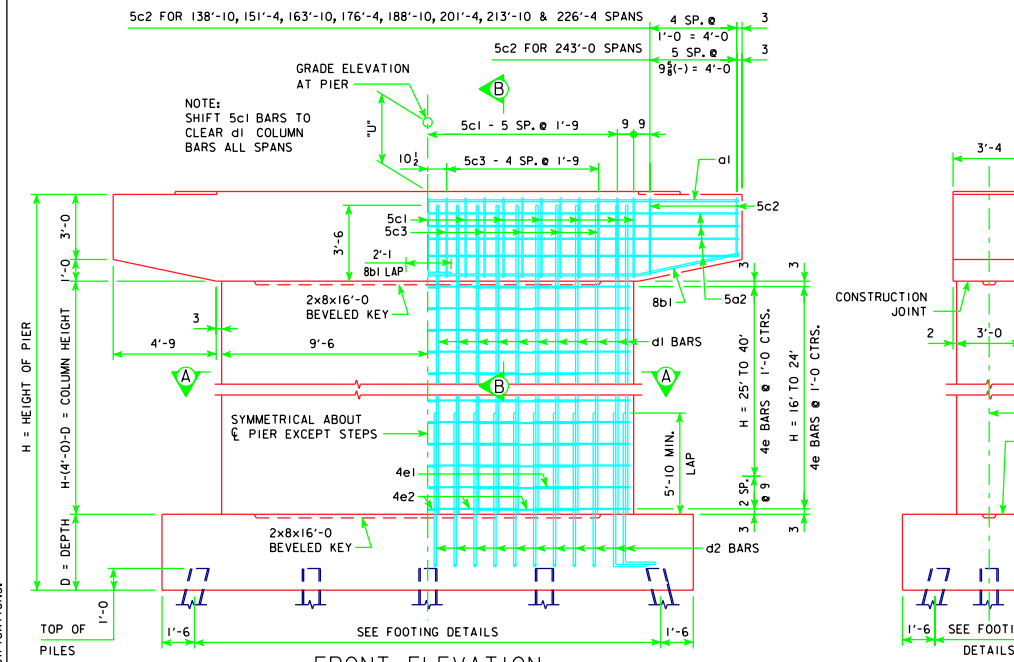 5c2 FOR 138'-10, 151'-4, 163'-10, 176'-4, 188'-10, 201'-4, 213'-10 & 226'-4 SPANS
4 SP. @
1'-0 = 4'-0
3
5c2 FOR 243'-0 SPANS
5 SP. @
9⅝(-) = 4'-0
3
GRADE ELEVATION
AT PIER
B
NOTE:
SHIFT 5c1 BARS TO
CLEAR d1 COLUMN
BARS ALL SPANS
"U"
5c1 - 5 SP. @ 1'-9
9
9
10½
5c3 - 4 SP. @ 1'-9
a1
3'-4
5c1
5c2
5c3
3'-0
3'-6
1'-0
2'-1
8b1 LAP
8b1
5a2
3
3
2x8x16'-0
BEVELED KEY
CONSTRUCTION
JOINT
3
4'-9
9'-6
d1 BARS
2
3'-0
A
B
A
H = HEIGHT OF PIER
H-(4'-0)-D = COLUMN HEIGHT
H = 25' TO 40'
4e BARS @ 1'-0 CTRS.
H = 16' TO 24'
4e BARS @ 1'-0 CTRS.
SYMMETRICAL ABOUT
℄ PIER EXCEPT STEPS
5'-10 MIN.
LAP
4e1
4e2
2 SP.
@ 9
3
3
2x8x16'-0
BEVELED KEY
D = DEPTH
d2 BARS
1'-0
TOP OF
PILES
1'-6
SEE FOOTING DETAILS
1'-6
1'-6
SEE FOOTI
DETAILS
FRONT ELEVATION